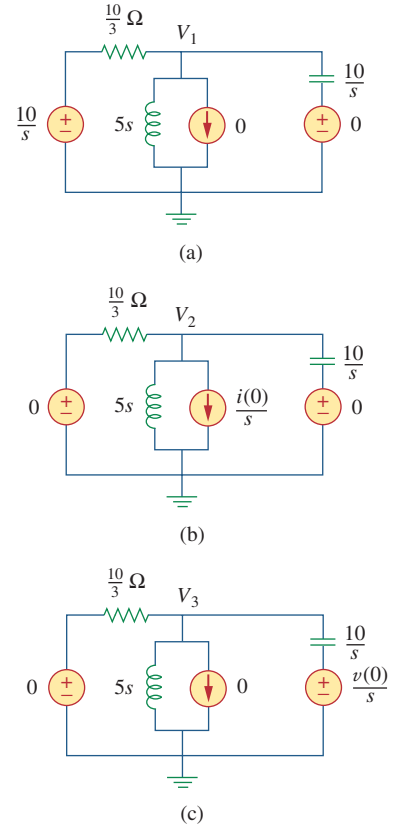 10/3 Ω
V1
10/s
+
−
5s
0
10/s
+
−
0
(a)
10/3 Ω
V2
0
+
−
5s
i(0)/s
10/s
+
−
0
(b)
10/3 Ω
V3
0
+
−
5s
0
10/s
+
−
v(0)/s
(c)